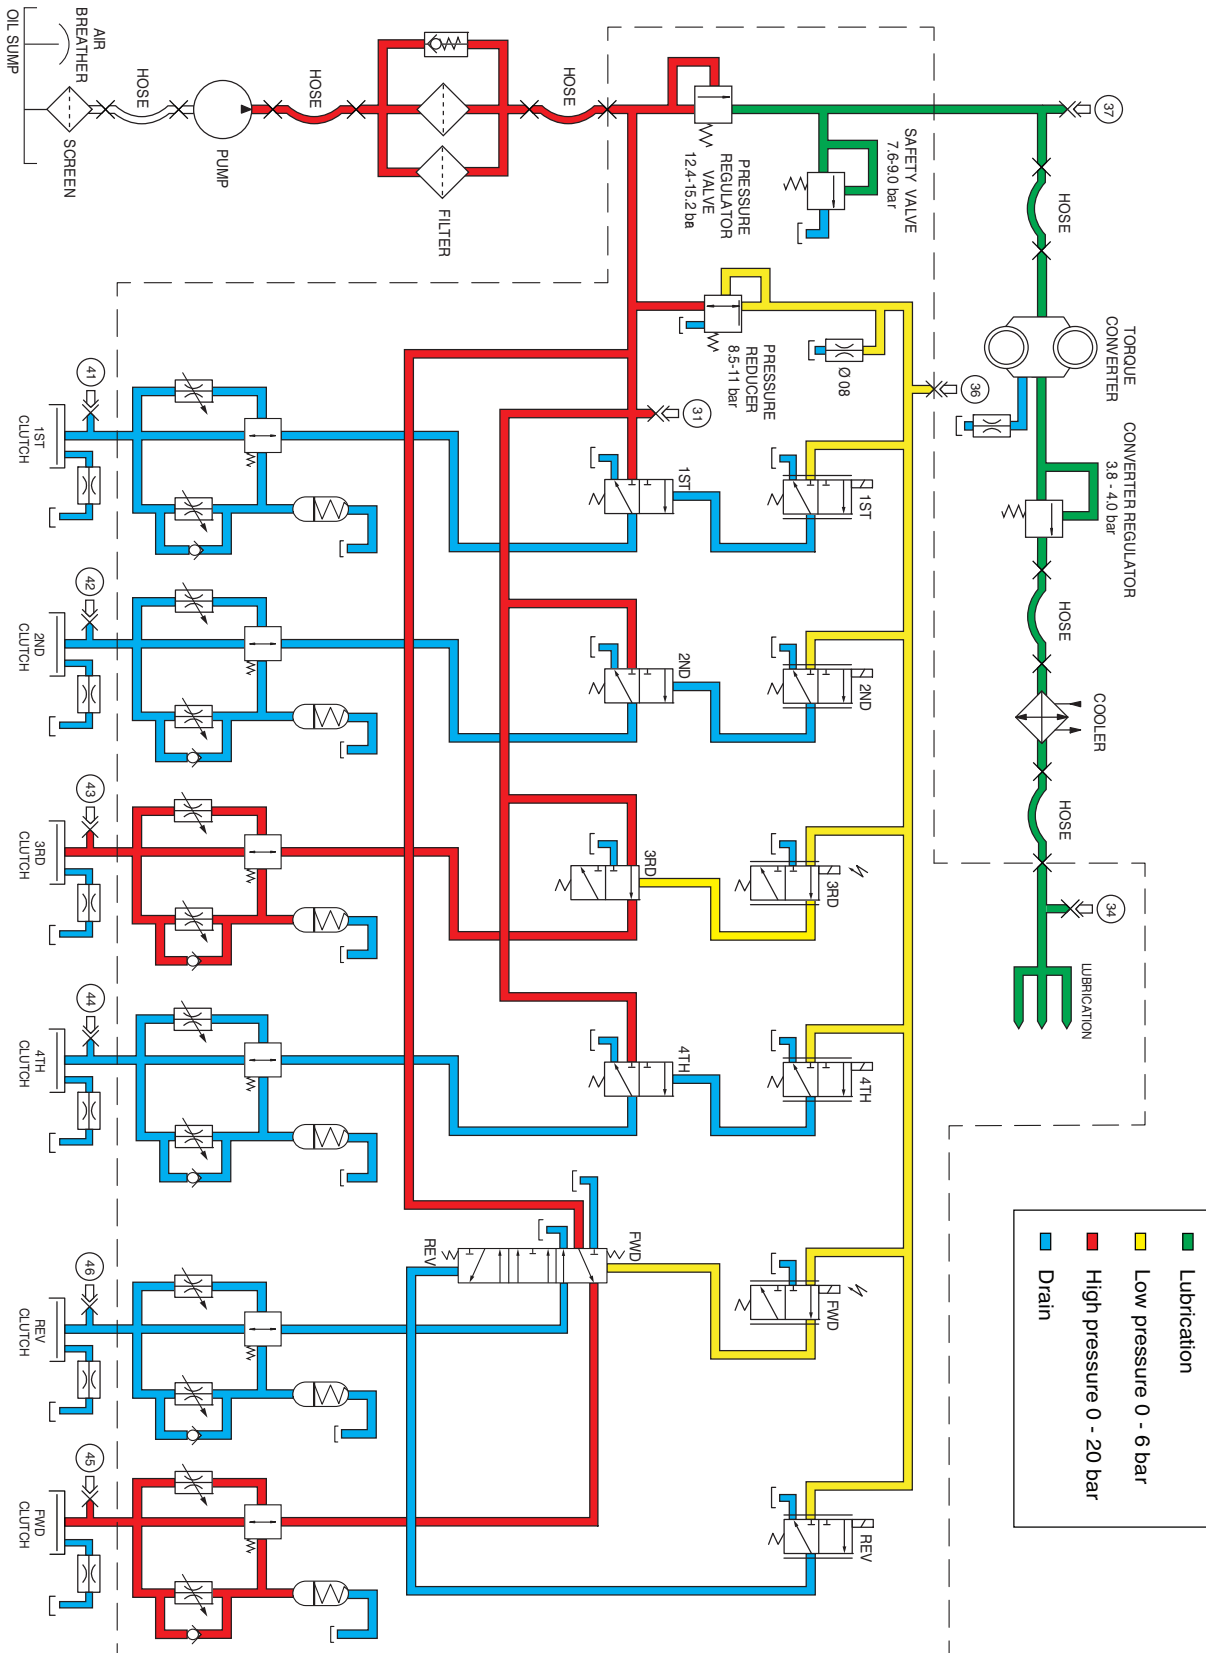 OIL SUMP
AIR
BREATHER
SCREEN
HOSE
PUMP
HOSE
FILTER
HOSE
PRESSURE
REGULATOR
VALVE
12.4-15.2 ba
SAFETY VALVE
7.6-9.0 bar
37
HOSE
TORQUE
CONVERTER
CONVERTER REGULATOR
3.8 - 4.0 bar
HOSE
COOLER
HOSE
34
LUBRICATION
PRESSURE
REDUCER
8.5-11 bar
Ø 08
36
31
1ST
2ND
3RD
4TH
FWD
REV
1ST
2ND
3RD
4TH
FWD
REV
41
1ST
CLUTCH
42
2ND
CLUTCH
43
3RD
CLUTCH
44
4TH
CLUTCH
46
REV
CLUTCH
45
FWD
CLUTCH
Lubrication
Low pressure 0 - 6 bar
High pressure 0 - 20 bar
Drain